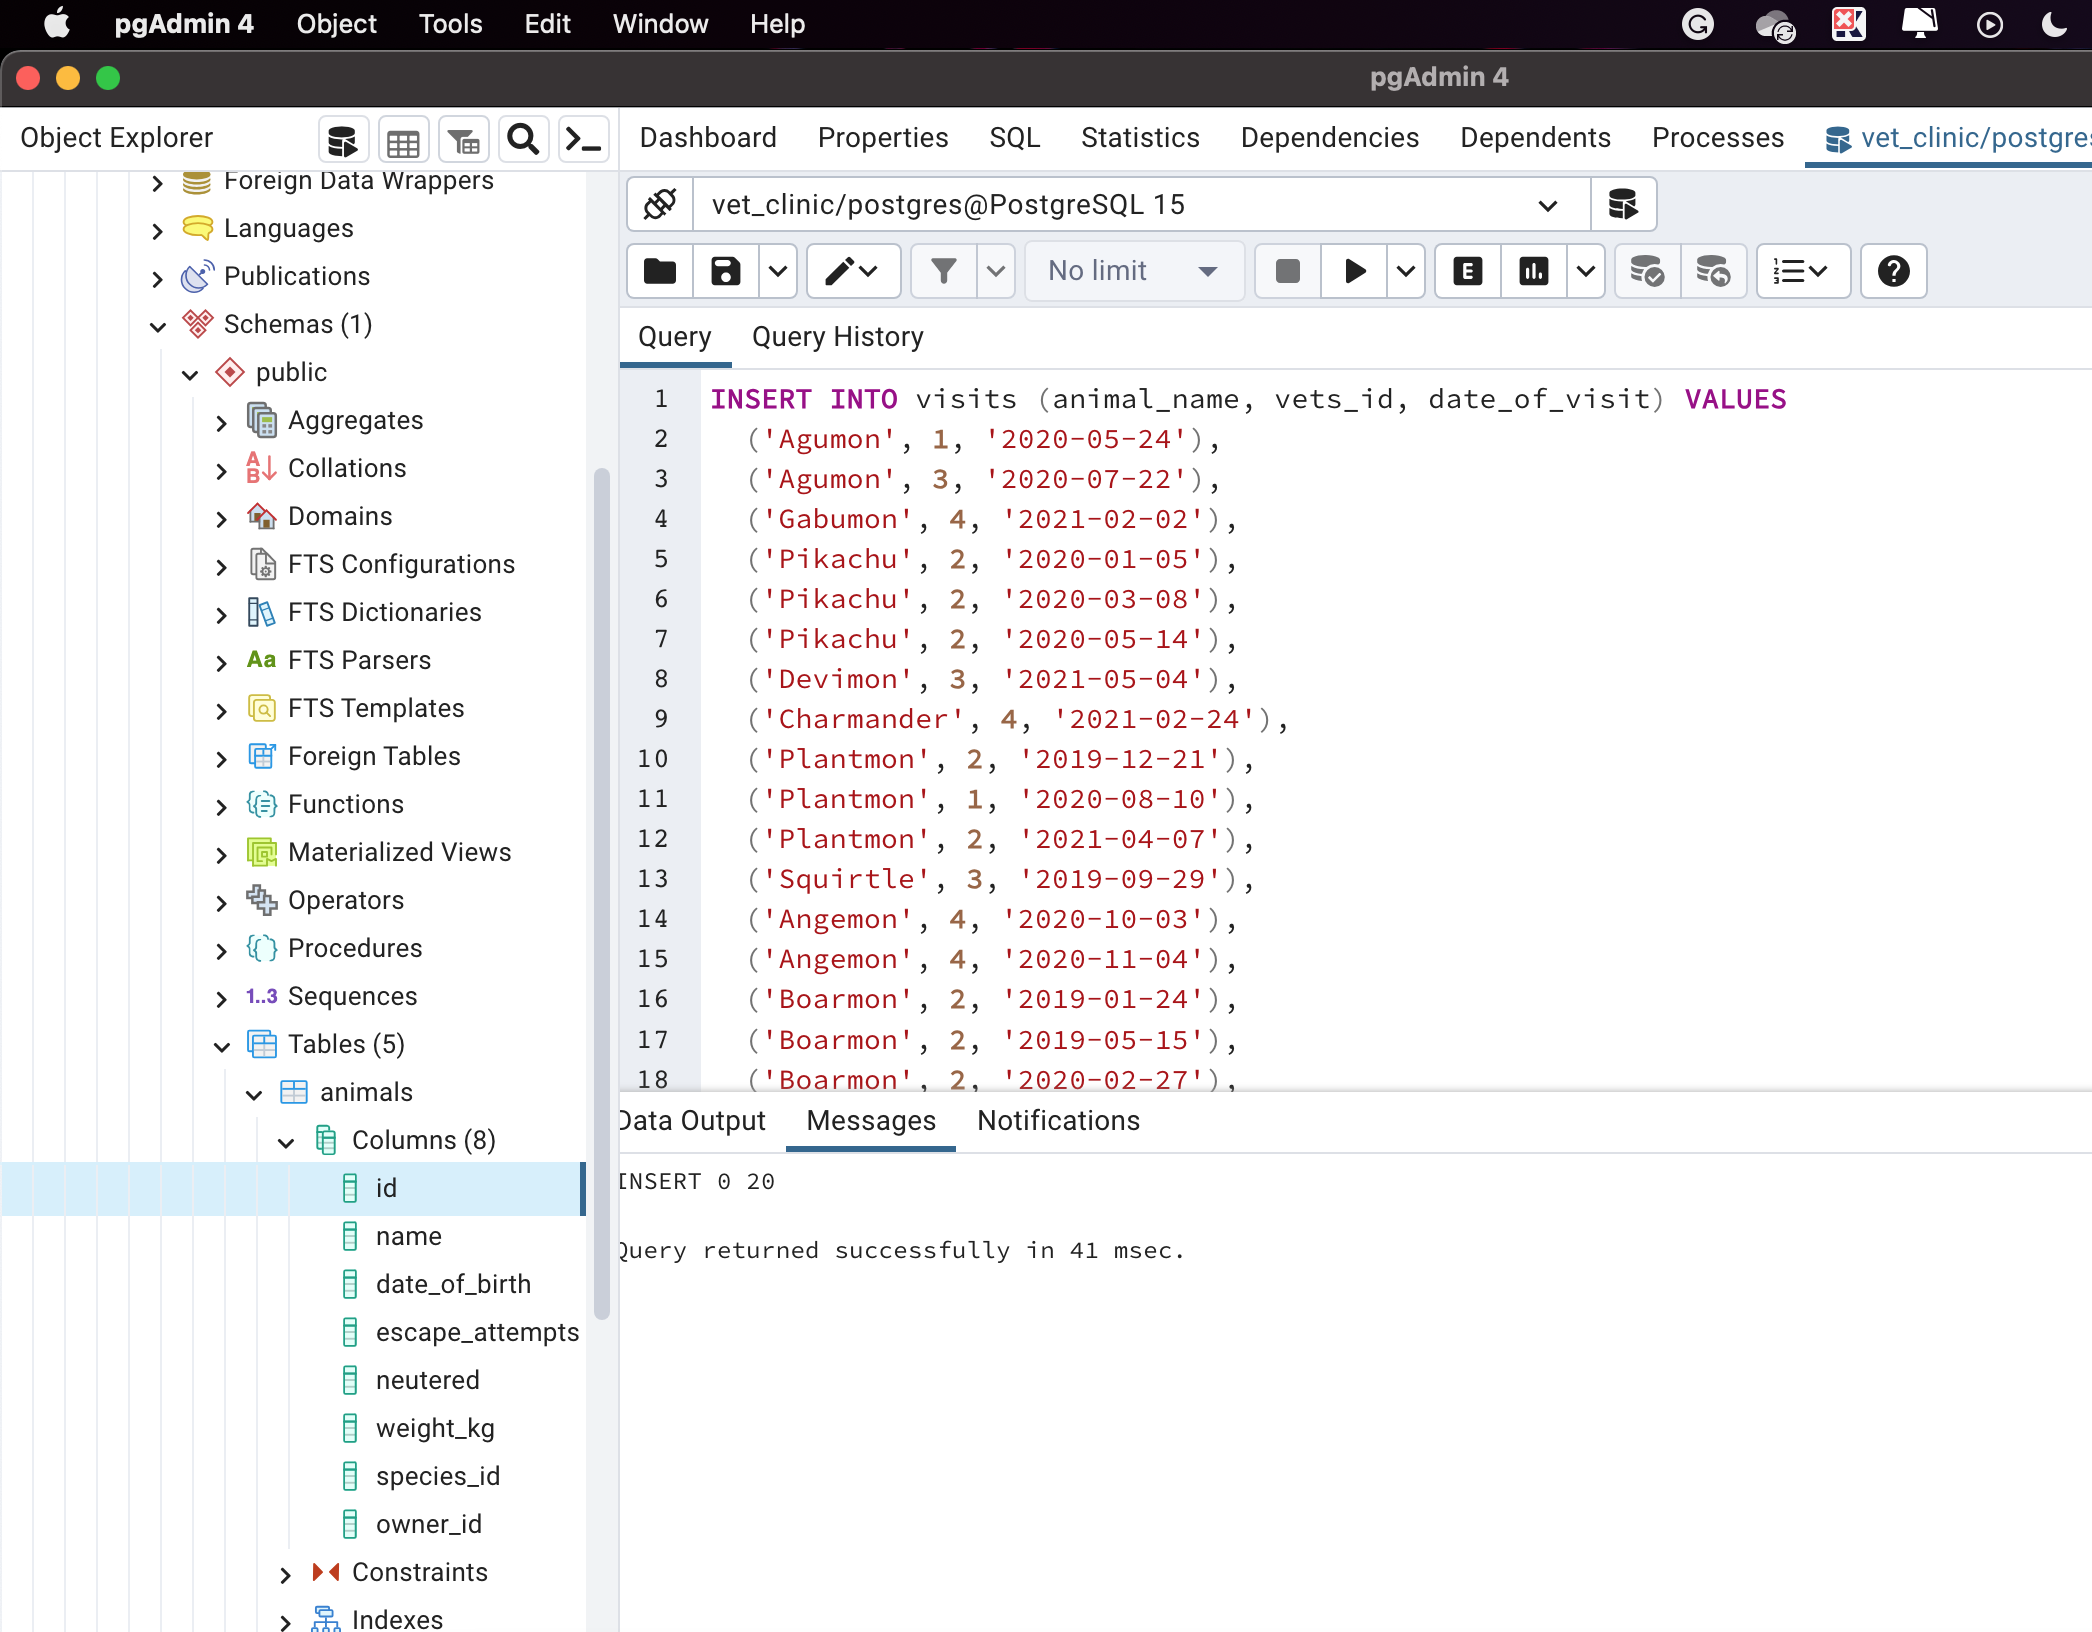 pgAdmin 4 Object Tools Edit Window Help
pgAdmin 4
Object Explorer
Foreign Data Wrappers
Languages
Publications
Schemas (1)
public
Aggregates
Collations
Domains
FTS Configurations
FTS Dictionaries
Aa FTS Parsers
FTS Templates
Foreign Tables
Functions
Materialized Views
Operators
Procedures
1..3 Sequences
Tables (5)
animals
Columns (8)
id
name
date_of_birth
escape_attempts
neutered
weight_kg
species_id
owner_id
Constraints
Indexes
Dashboard Properties SQL Statistics Dependencies Dependents Processes vet_clinic/postgres
vet_clinic/postgres@PostgreSQL 15
No limit
Query Query History
1 INSERT INTO visits (animal_name, vets_id, date_of_visit) VALUES
2 ('Agumon', 1, '2020-05-24'),
3 ('Agumon', 3, '2020-07-22'),
4 ('Gabumon', 4, '2021-02-02'),
5 ('Pikachu', 2, '2020-01-05'),
6 ('Pikachu', 2, '2020-03-08'),
7 ('Pikachu', 2, '2020-05-14'),
8 ('Devimon', 3, '2021-05-04'),
9 ('Charmander', 4, '2021-02-24'),
10 ('Plantmon', 2, '2019-12-21'),
11 ('Plantmon', 1, '2020-08-10'),
12 ('Plantmon', 2, '2021-04-07'),
13 ('Squirtle', 3, '2019-09-29'),
14 ('Angemon', 4, '2020-10-03'),
15 ('Angemon', 4, '2020-11-04'),
16 ('Boarmon', 2, '2019-01-24'),
17 ('Boarmon', 2, '2019-05-15'),
18 ('Boarmon', 2, '2020-02-27'),
Data Output Messages Notifications
INSERT 0 20
Query returned successfully in 41 msec.